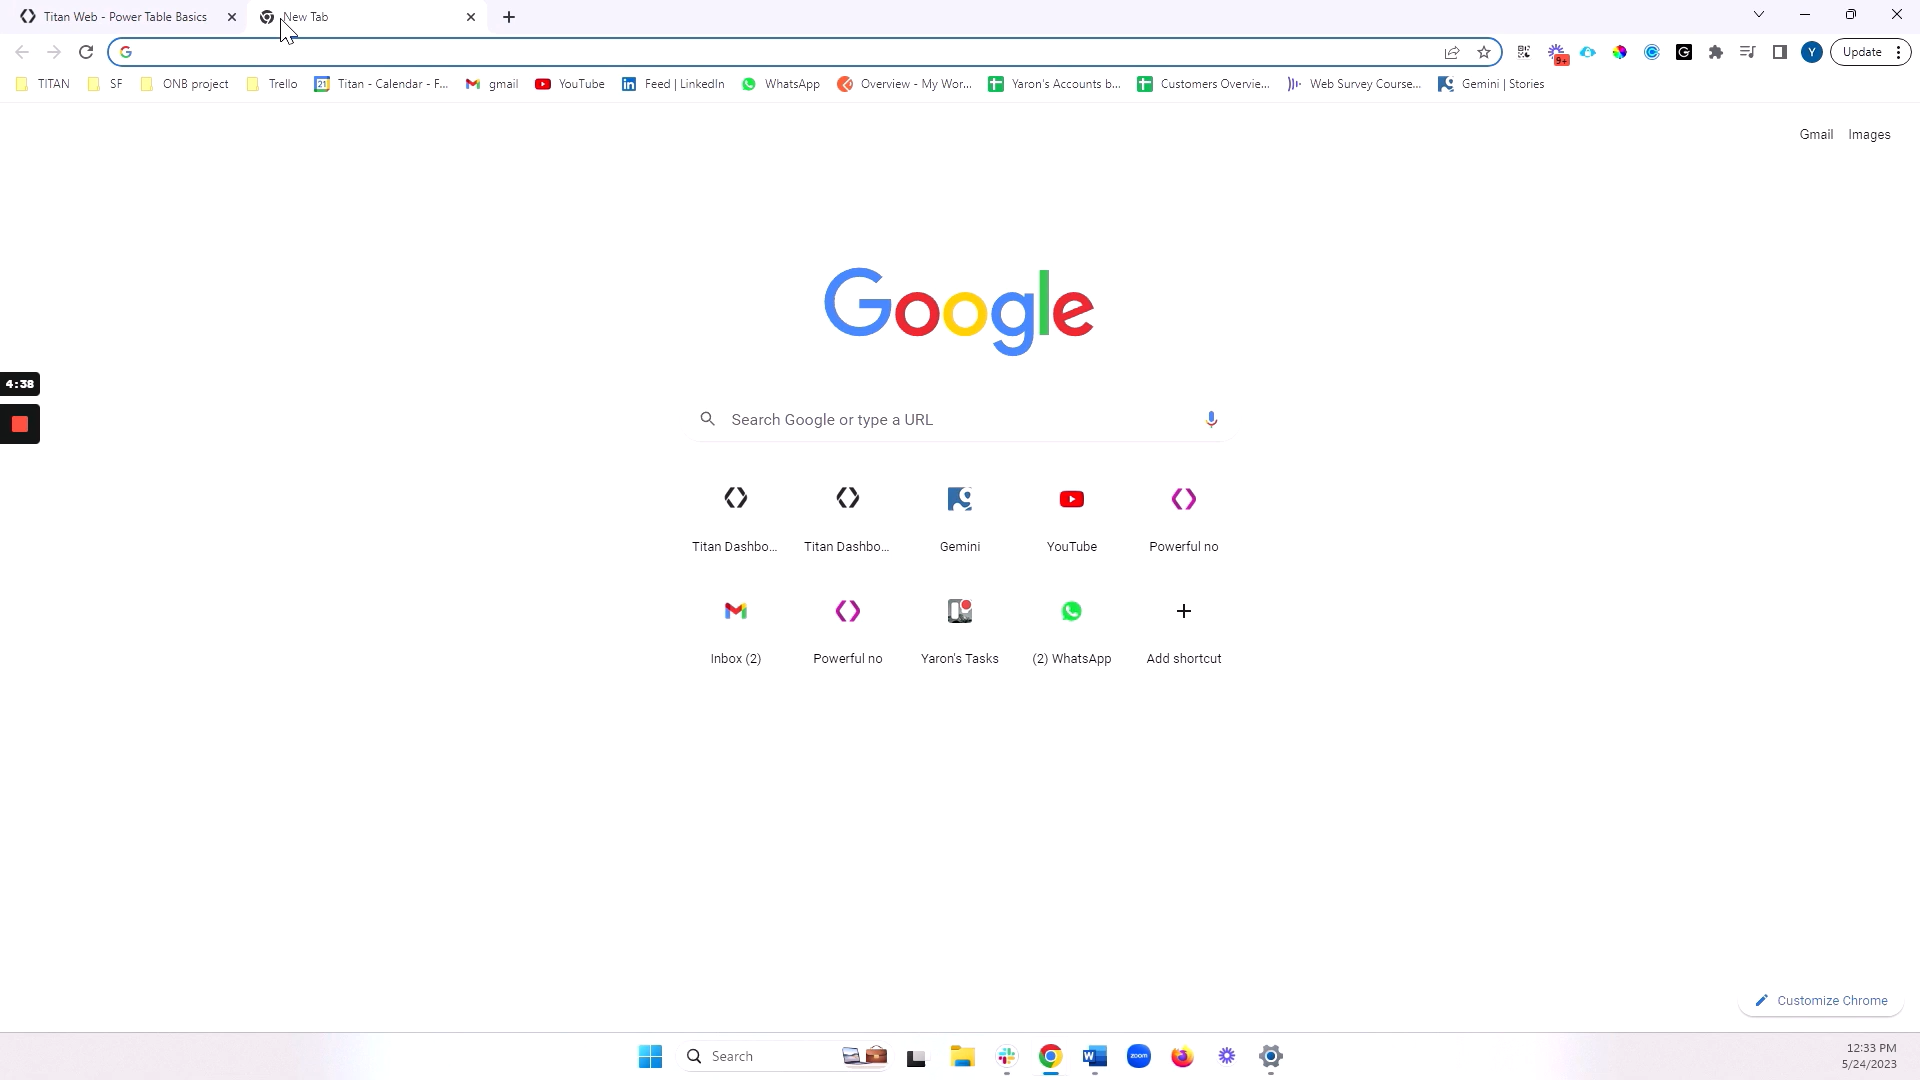 Titan Web - Power Table Basics
New Tab
Update
9+
Y
TITAN
SF
ONB project
Trello
21
Titan - Calendar - F...
gmail
YouTube
Feed | LinkedIn
WhatsApp
Overview - My Wor...
Yaron's Accounts b...
Customers Overvie...
Web Survey Course...
Gemini | Stories
Gmail
Images
Google
4:38
Search Google or type a URL
Titan Dashbo...
Titan Dashbo...
Gemini
YouTube
Powerful no
Inbox (2)
Powerful no
Yaron's Tasks
(2) WhatsApp
Add shortcut
Customize Chrome
Search
zoom
12:33 PM
5/24/2023